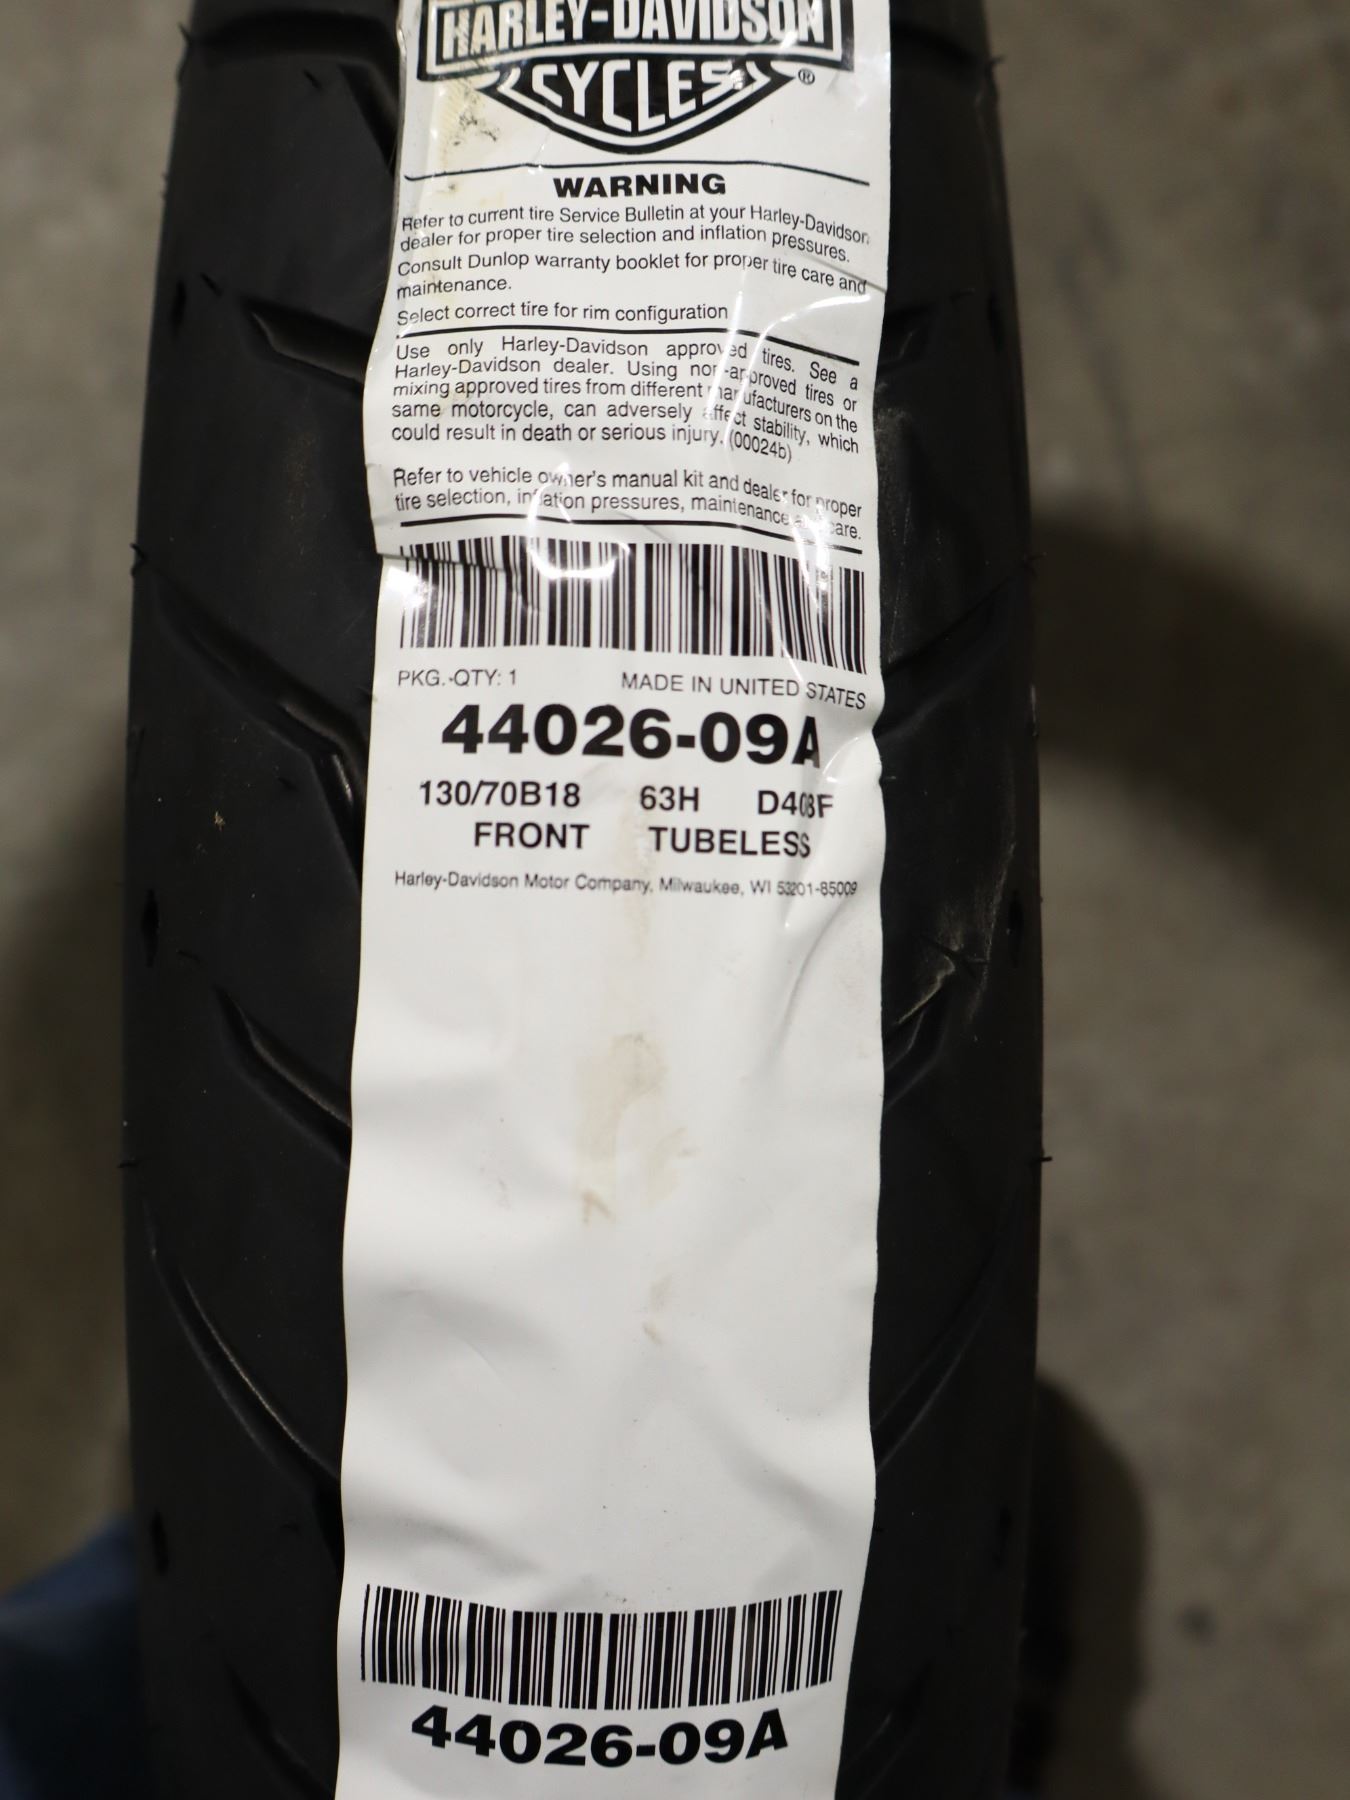 HARLEY-DAVIDSON
CYCLES®
WARNING
Refer to current tire Service Bulletin at your Harley-Davidson
dealer for proper tire selection and inflation pressures.
Consult Dunlop warranty booklet for proper tire care and
maintenance.
Select correct tire for rim configuration
Use only Harley-Davidson approved tires. See a
Harley-Davidson dealer. Using non-approved tires or
mixing approved tires from different manufacturers on the
same motorcycle, can adversely affect stability, which
could result in death or serious injury. (00024b)
Refer to vehicle owner's manual kit and dealer for proper
tire selection, inflation pressures, maintenance and care.
PKG. QTY: 1 MADE IN UNITED STATES
44026-09A
130/70B18 63H D408F
FRONT TUBELESS
Harley-Davidson Motor Company, Milwaukee, WI 53201-85009
44026-09A